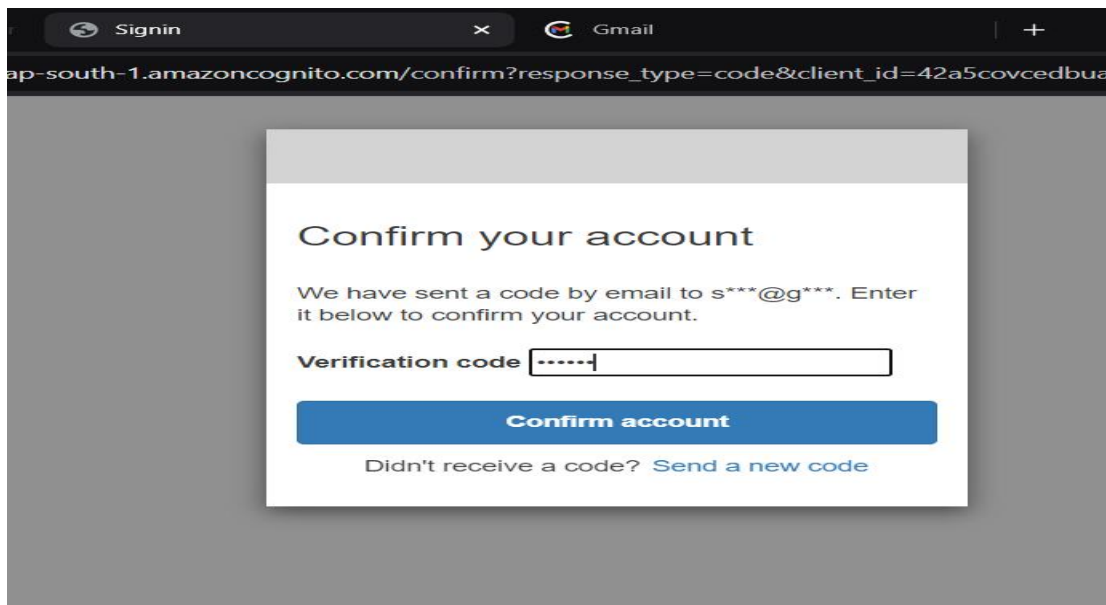 Signin
Gmail
ap-south-1.amazoncognito.com/confirm?response_type=code&client_id=42a5covcedbua
Confirm your account
We have sent a code by email to s***@g***. Enter
it below to confirm your account.
Verification code ••••••
Confirm account
Didn't receive a code? Send a new code